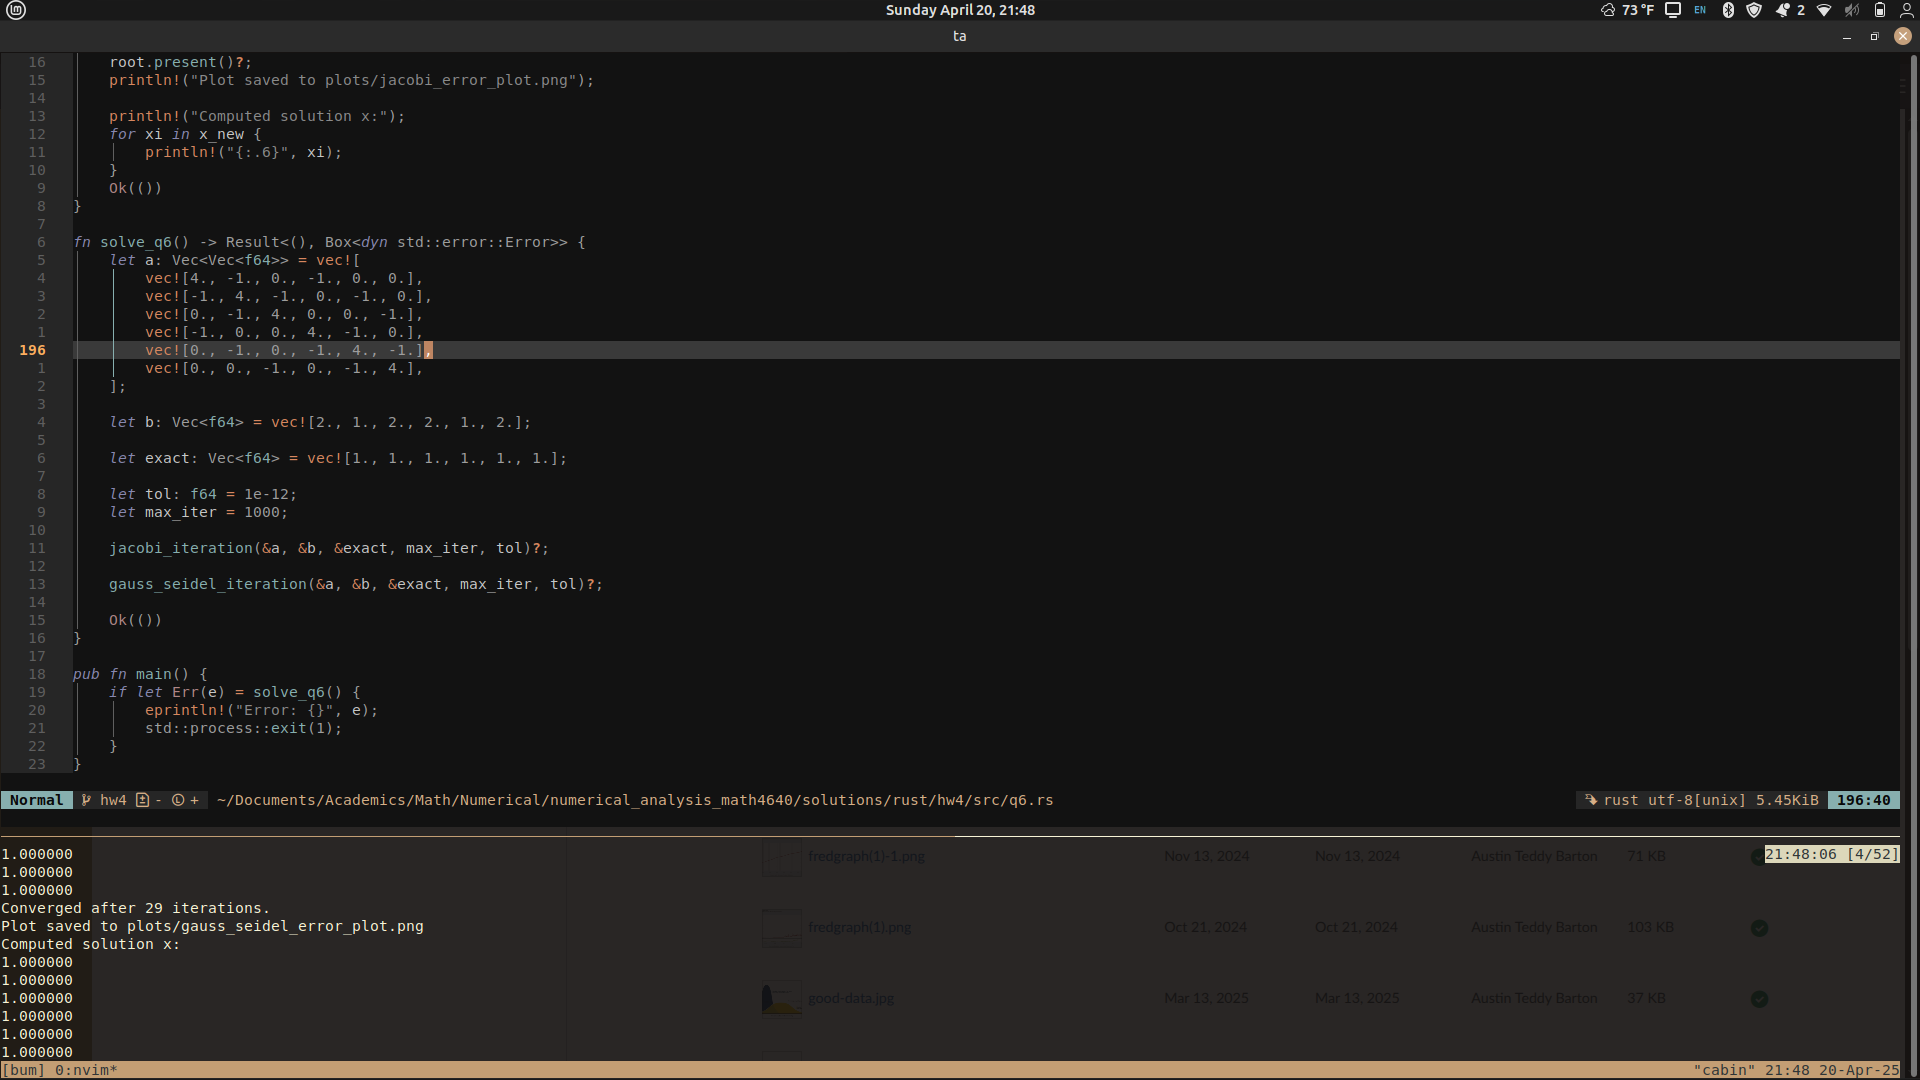 Sunday April 20, 21:48
73 °F EN 2
ta
16 root.present()?;
15 println!("Plot saved to plots/jacobi_error_plot.png");
14
13 println!("Computed solution x:");
12 for xi in x_new {
11 println!("{:.6}", xi);
10 }
9 Ok(())
8 }
7
6 fn solve_q6() -> Result<(), Box<dyn std::error::Error>> {
5 let a: Vec<Vec<f64>> = vec![
4 vec![4., -1., 0., -1., 0., 0.],
3 vec![-1., 4., -1., 0., -1., 0.],
2 vec![0., -1., 4., 0., 0., -1.],
1 vec![-1., 0., 0., 4., -1., 0.],
196 vec![0., -1., 0., -1., 4., -1.],
1 vec![0., 0., -1., 0., -1., 4.],
2 ];
3
4 let b: Vec<f64> = vec![2., 1., 2., 2., 1., 2.];
5
6 let exact: Vec<f64> = vec![1., 1., 1., 1., 1., 1.];
7
8 let tol: f64 = 1e-12;
9 let max_iter = 1000;
10
11 jacobi_iteration(&a, &b, &exact, max_iter, tol)?;
12
13 gauss_seidel_iteration(&a, &b, &exact, max_iter, tol)?;
14
15 Ok(())
16 }
17
18 pub fn main() {
19 if let Err(e) = solve_q6() {
20 eprintln!("Error: {}", e);
21 std::process::exit(1);
22 }
23 }
Normal hw4 - + ~/Documents/Academics/Math/Numerical/numerical_analysis_math4640/solutions/rust/hw4/src/q6.rs rust utf-8[unix] 5.45KiB 196:40
1.000000 fredgraph(1)-1.png Nov 13, 2024 Nov 13, 2024 Austin Teddy Barton 71 KB 21:48:06 [4/52]
1.000000
1.000000
Converged after 29 iterations.
Plot saved to plots/gauss_seidel_error_plot.png fredgraph(1).png Oct 21, 2024 Oct 21, 2024 Austin Teddy Barton 103 KB
Computed solution x:
1.000000
1.000000
1.000000 good-data.jpg Mar 13, 2025 Mar 13, 2025 Austin Teddy Barton 37 KB
1.000000
1.000000
1.000000
[bum] 0:nvim* "cabin" 21:48 20-Apr-25